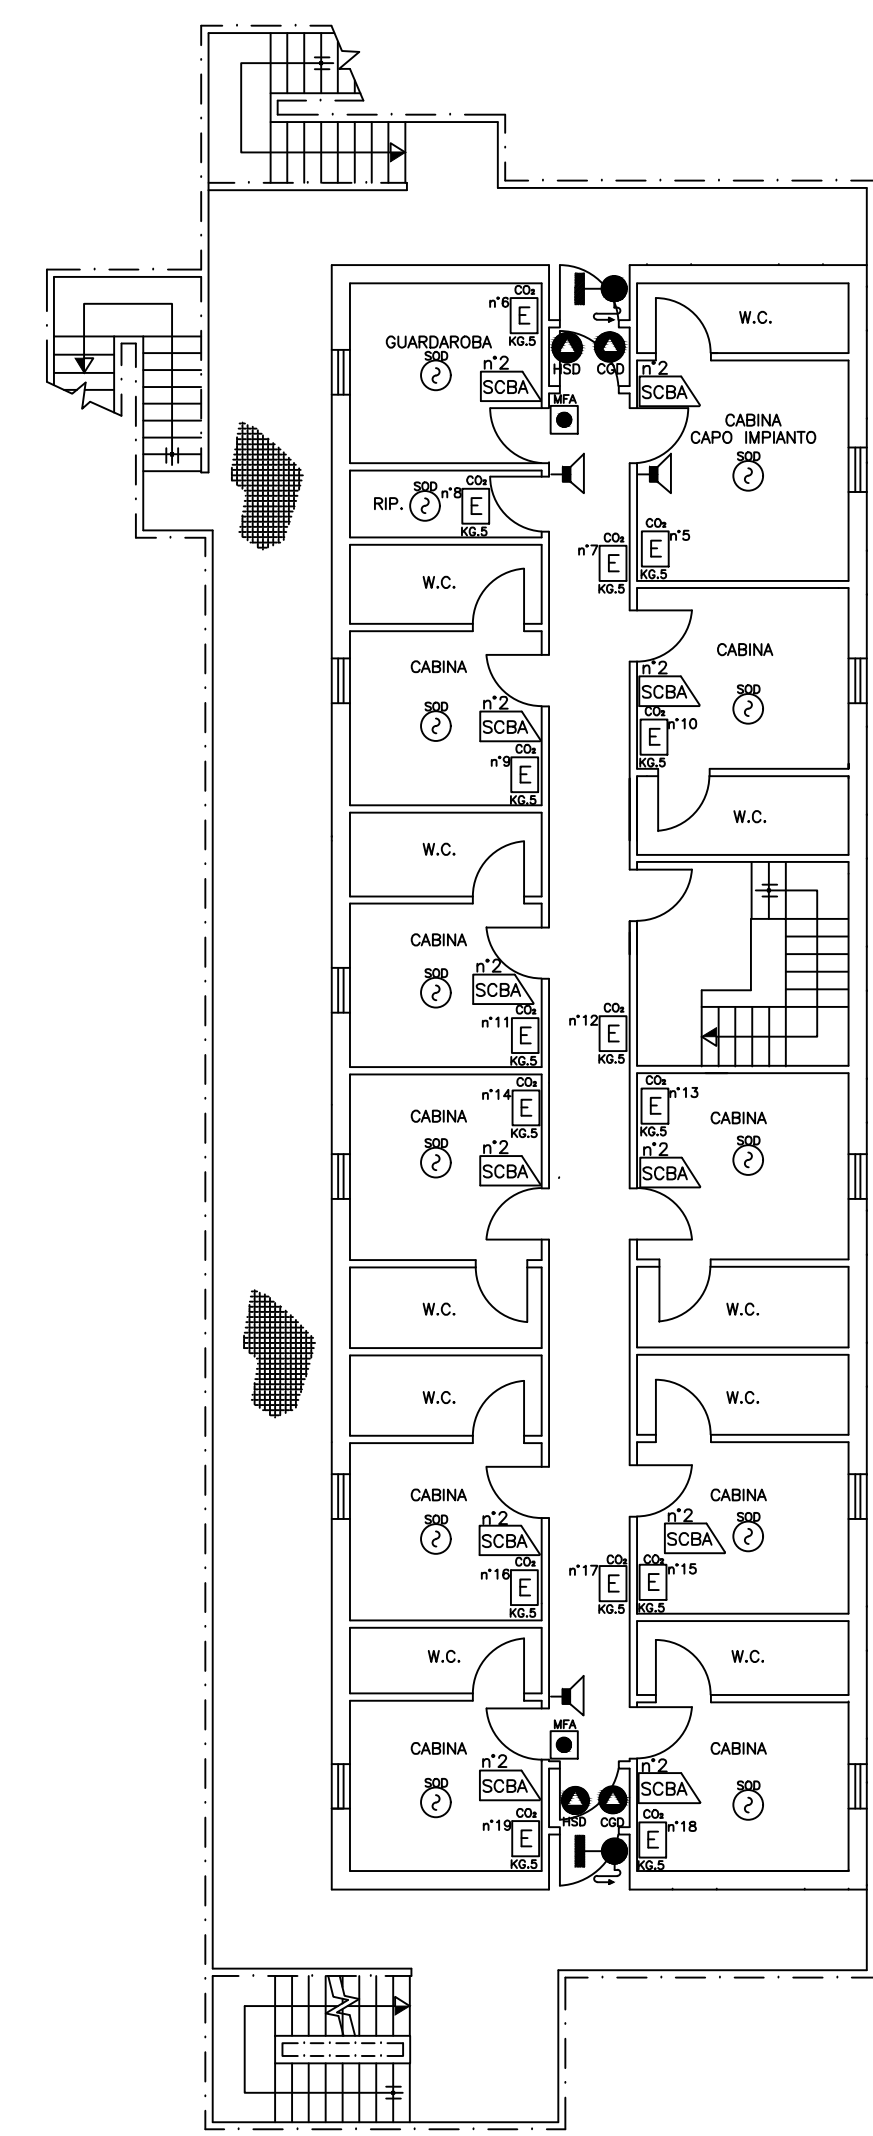 CO₂
n°6
E
KG.5
W.C.
GUARDAROBA
SOD
n°2
SCBA
HSD
CGD
MFA
n°2
SCBA
CABINA
CAPO IMPIANTO
SOD
RIP.
SOD
n°8
CO₂
E
KG.5
n°7
CO₂
E
KG.5
CO₂
n°5
E
KG.5
W.C.
CABINA
SOD
n°2
SCBA
CO₂
n°9
E
KG.5
CABINA
n°2
SCBA
SOD
CO₂
n°10
E
KG.5
W.C.
W.C.
CABINA
SOD
n°2
SCBA
CO₂
n°11
E
KG.5
CO₂
n°12
E
KG.5
CO₂
n°14
E
KG.5
CABINA
SOD
n°2
SCBA
CO₂
n°13
E
KG.5
CABINA
SOD
n°2
SCBA
W.C.
W.C.
W.C.
W.C.
CABINA
SOD
n°2
SCBA
CO₂
n°16
E
KG.5
CO₂
n°17
E
KG.5
CABINA
SOD
n°2
SCBA
CO₂
n°15
E
KG.5
W.C.
W.C.
MFA
CABINA
SOD
n°2
SCBA
CO₂
n°19
E
KG.5
HSD
CGD
CABINA
SOD
n°2
SCBA
CO₂
n°18
E
KG.5